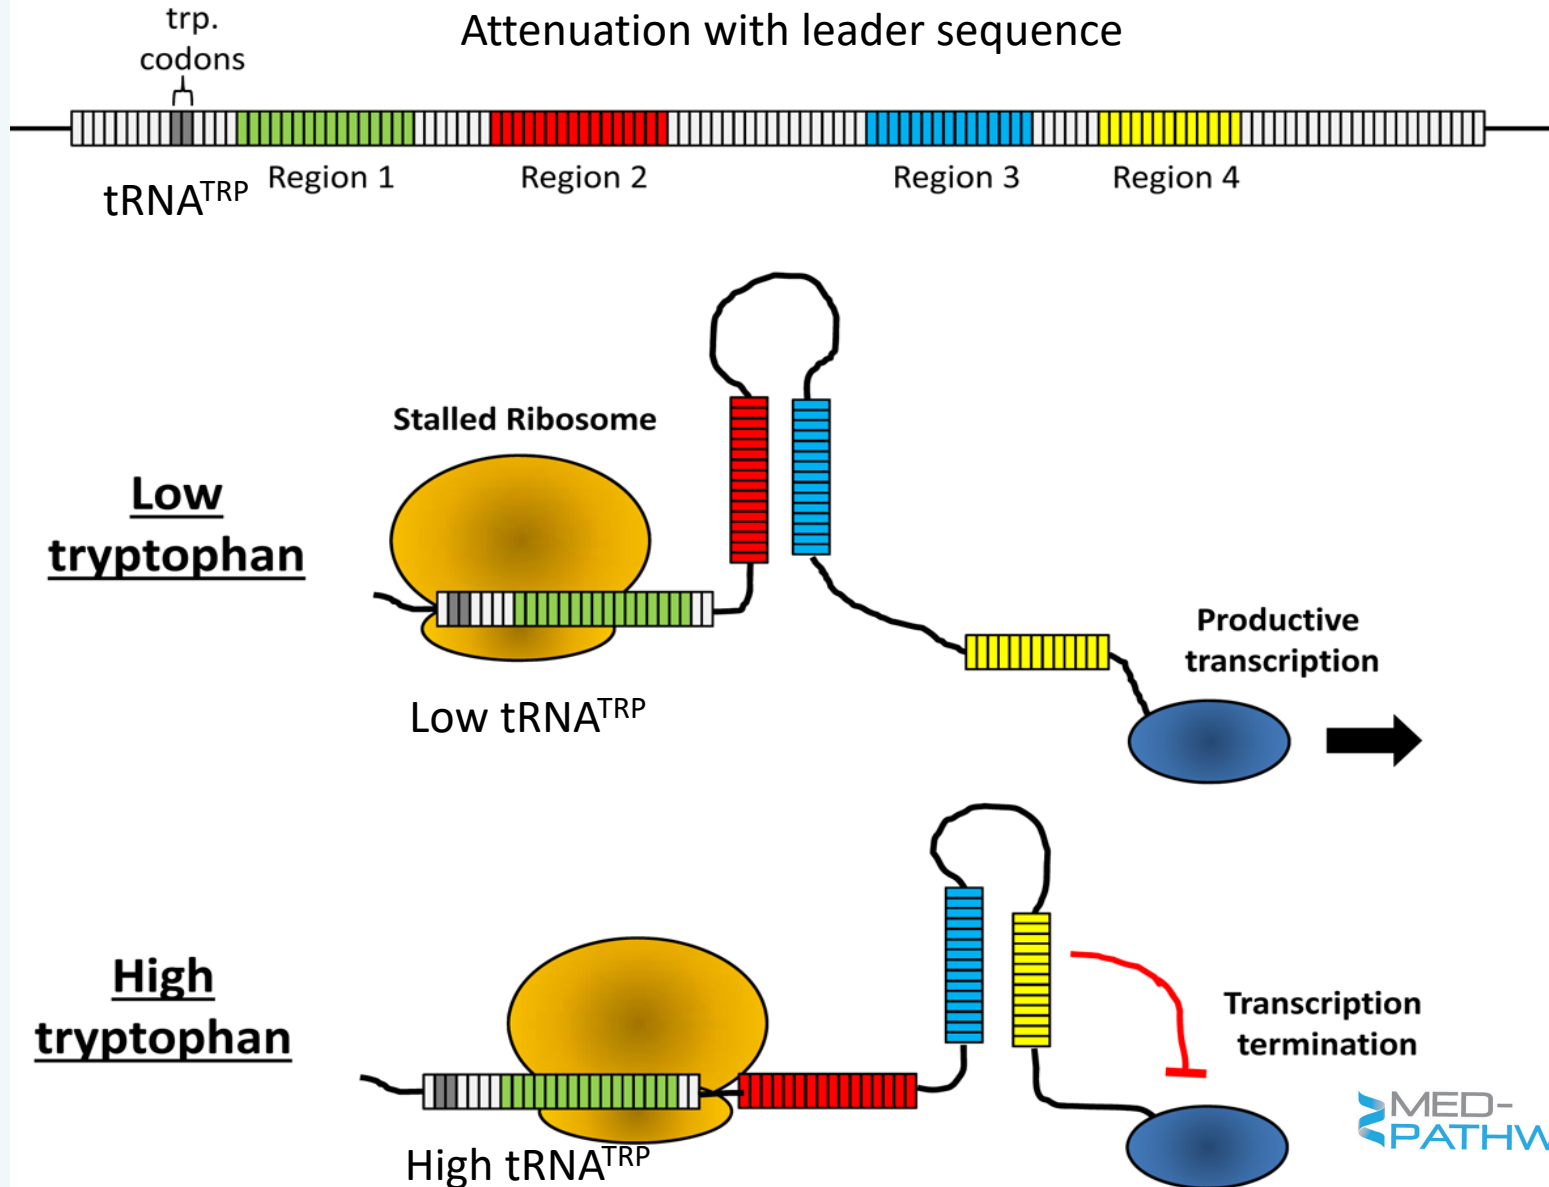 trp.
codons
Attenuation with leader sequence
tRNATRP
Region 1
Region 2
Region 3
Region 4
Stalled Ribosome
Low
tryptophan
Low tRNATRP
Productive
transcription
High
tryptophan
High tRNATRP
Transcription
termination
MED-
PATHW